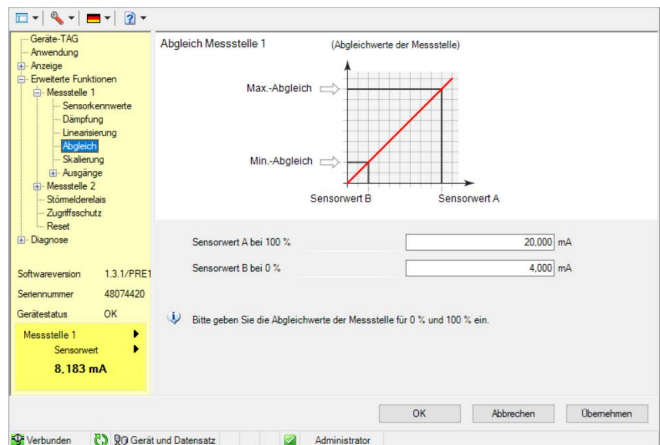 Geräte-TAG
Anwendung
Anzeige
Erweiterte Funktionen
Messstelle 1
Sensorkennwerte
Dämpfung
Linearisierung
Abgleich
Skalierung
Ausgänge
Messstelle 2
Störmelderelais
Zugriffsschutz
Reset
Diagnose
Softwareversion 1.3.1/PRE1
Seriennummer 48074420
Gerätestatus OK
Messstelle 1
Sensorwert
8,183 mA
Abgleich Messstelle 1 (Abgleichwerte der Messstelle)
Max.-Abgleich
Min.-Abgleich
Sensorwert B Sensorwert A
Sensorwert A bei 100 % 20,000 mA
Sensorwert B bei 0 % 4,000 mA
Bitte geben Sie die Abgleichwerte der Messstelle für 0 % und 100 % ein.
OK Abbrechen Übernehmen
Verbunden Gerät und Datensatz Administrator